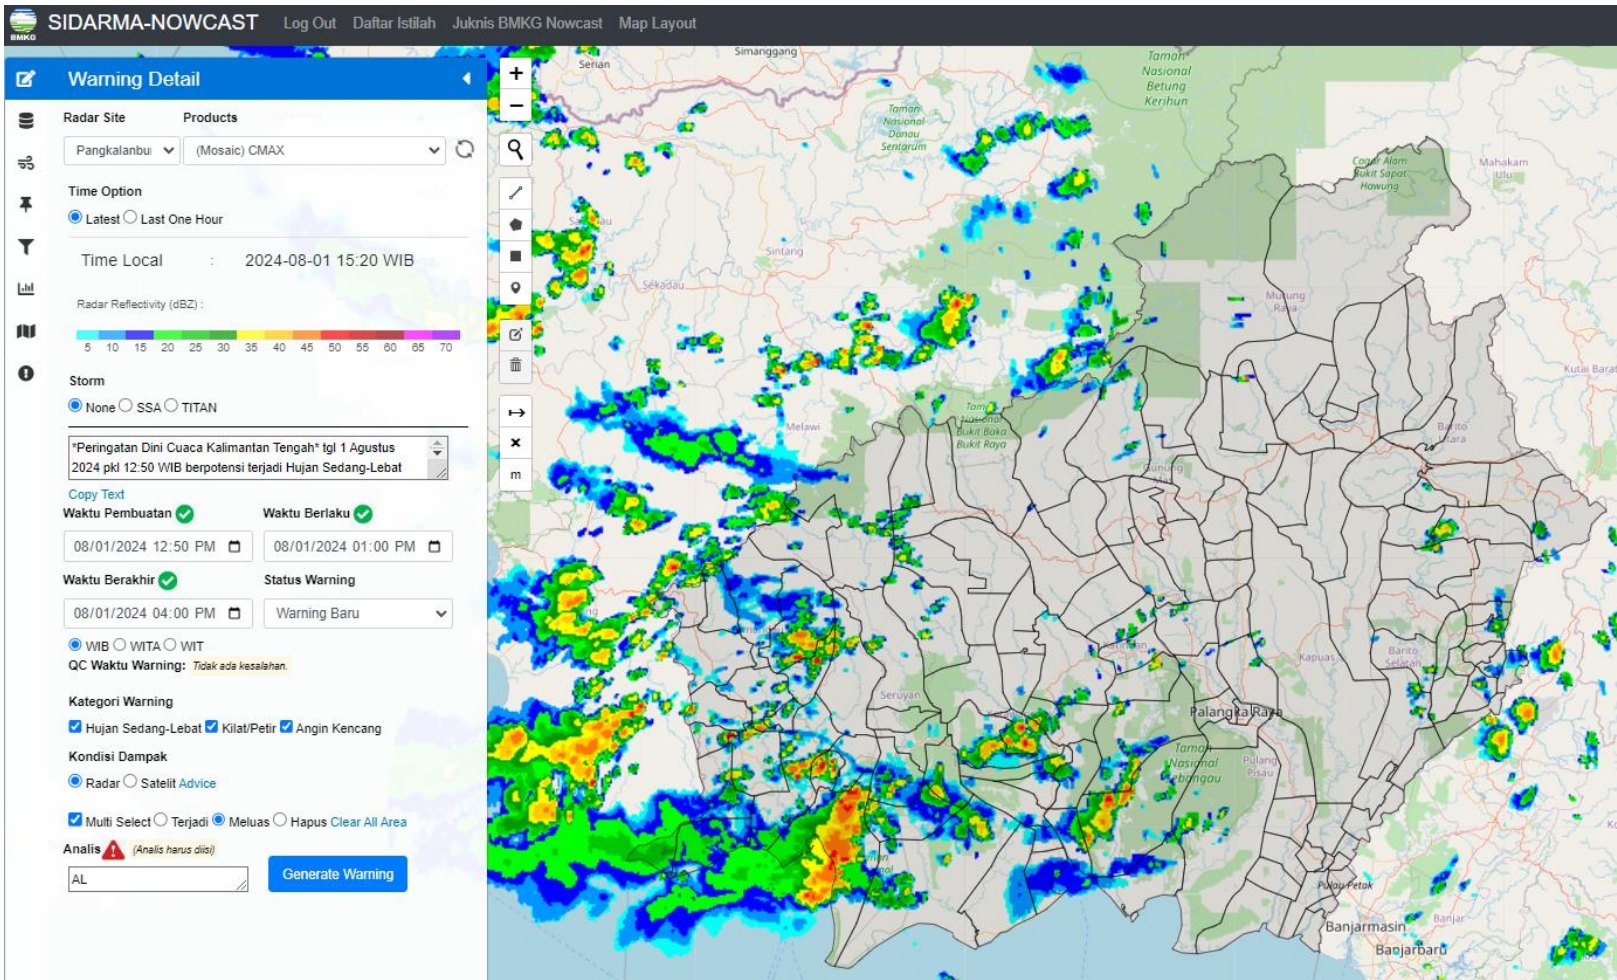 BMKG
SIDARMA-NOWCAST Log Out Daftar Istilah Juknis BMKG Nowcast Map Layout
Warning Detail
Radar Site Products
Pangkalanbu (Mosaic) CMAX
Time Option
Latest Last One Hour
Time Local : 2024-08-01 15:20 WIB
Radar Reflectivity (dBZ) :
5 10 15 20 25 30 35 40 45 50 55 60 65 70
Storm
None SSA TITAN
*Peringatan Dini Cuaca Kalimantan Tengah* tgl 1 Agustus
2024 pkl 12:50 WIB berpotensi terjadi Hujan Sedang-Lebat
Copy Text
Waktu Pembuatan Waktu Berlaku
08/01/2024 12:50 PM 08/01/2024 01:00 PM
Waktu Berakhir Status Warning
08/01/2024 04:00 PM Warning Baru
WIB WITA WIT
QC Waktu Warning: Tidak ada kesalahan.
Kategori Warning
Hujan Sedang-Lebat Kilat/Petir Angin Kencang
Kondisi Dampak
Radar Satelit Advice
Multi Select Terjadi Meluas Hapus Clear All Area
Analis (Analis harus diisi)
AL
Generate Warning
+
−
m
Simanggang
Serian
Taman
Nasional
Betung
Kerihun
Taman
Nasional
Danau
Sentarum
Cagar Alam
Bukit Sapat
Hawung
Mahakam
Ulu
Sintang
Sekadau
Murung
Raya
Kutai Barat
Melawi
Taman
Nasional
Bukit Baka
Bukit Raya
Barito
Utara
Gunung
Mas
Katingan
Kapuas
Barito
Selatan
Seruyan
Palangka Raya
Taman
Nasional
Sebangau
Pulang
Pisau
Pulau Petak
Banjar
Banjarmasin
Banjarbaru